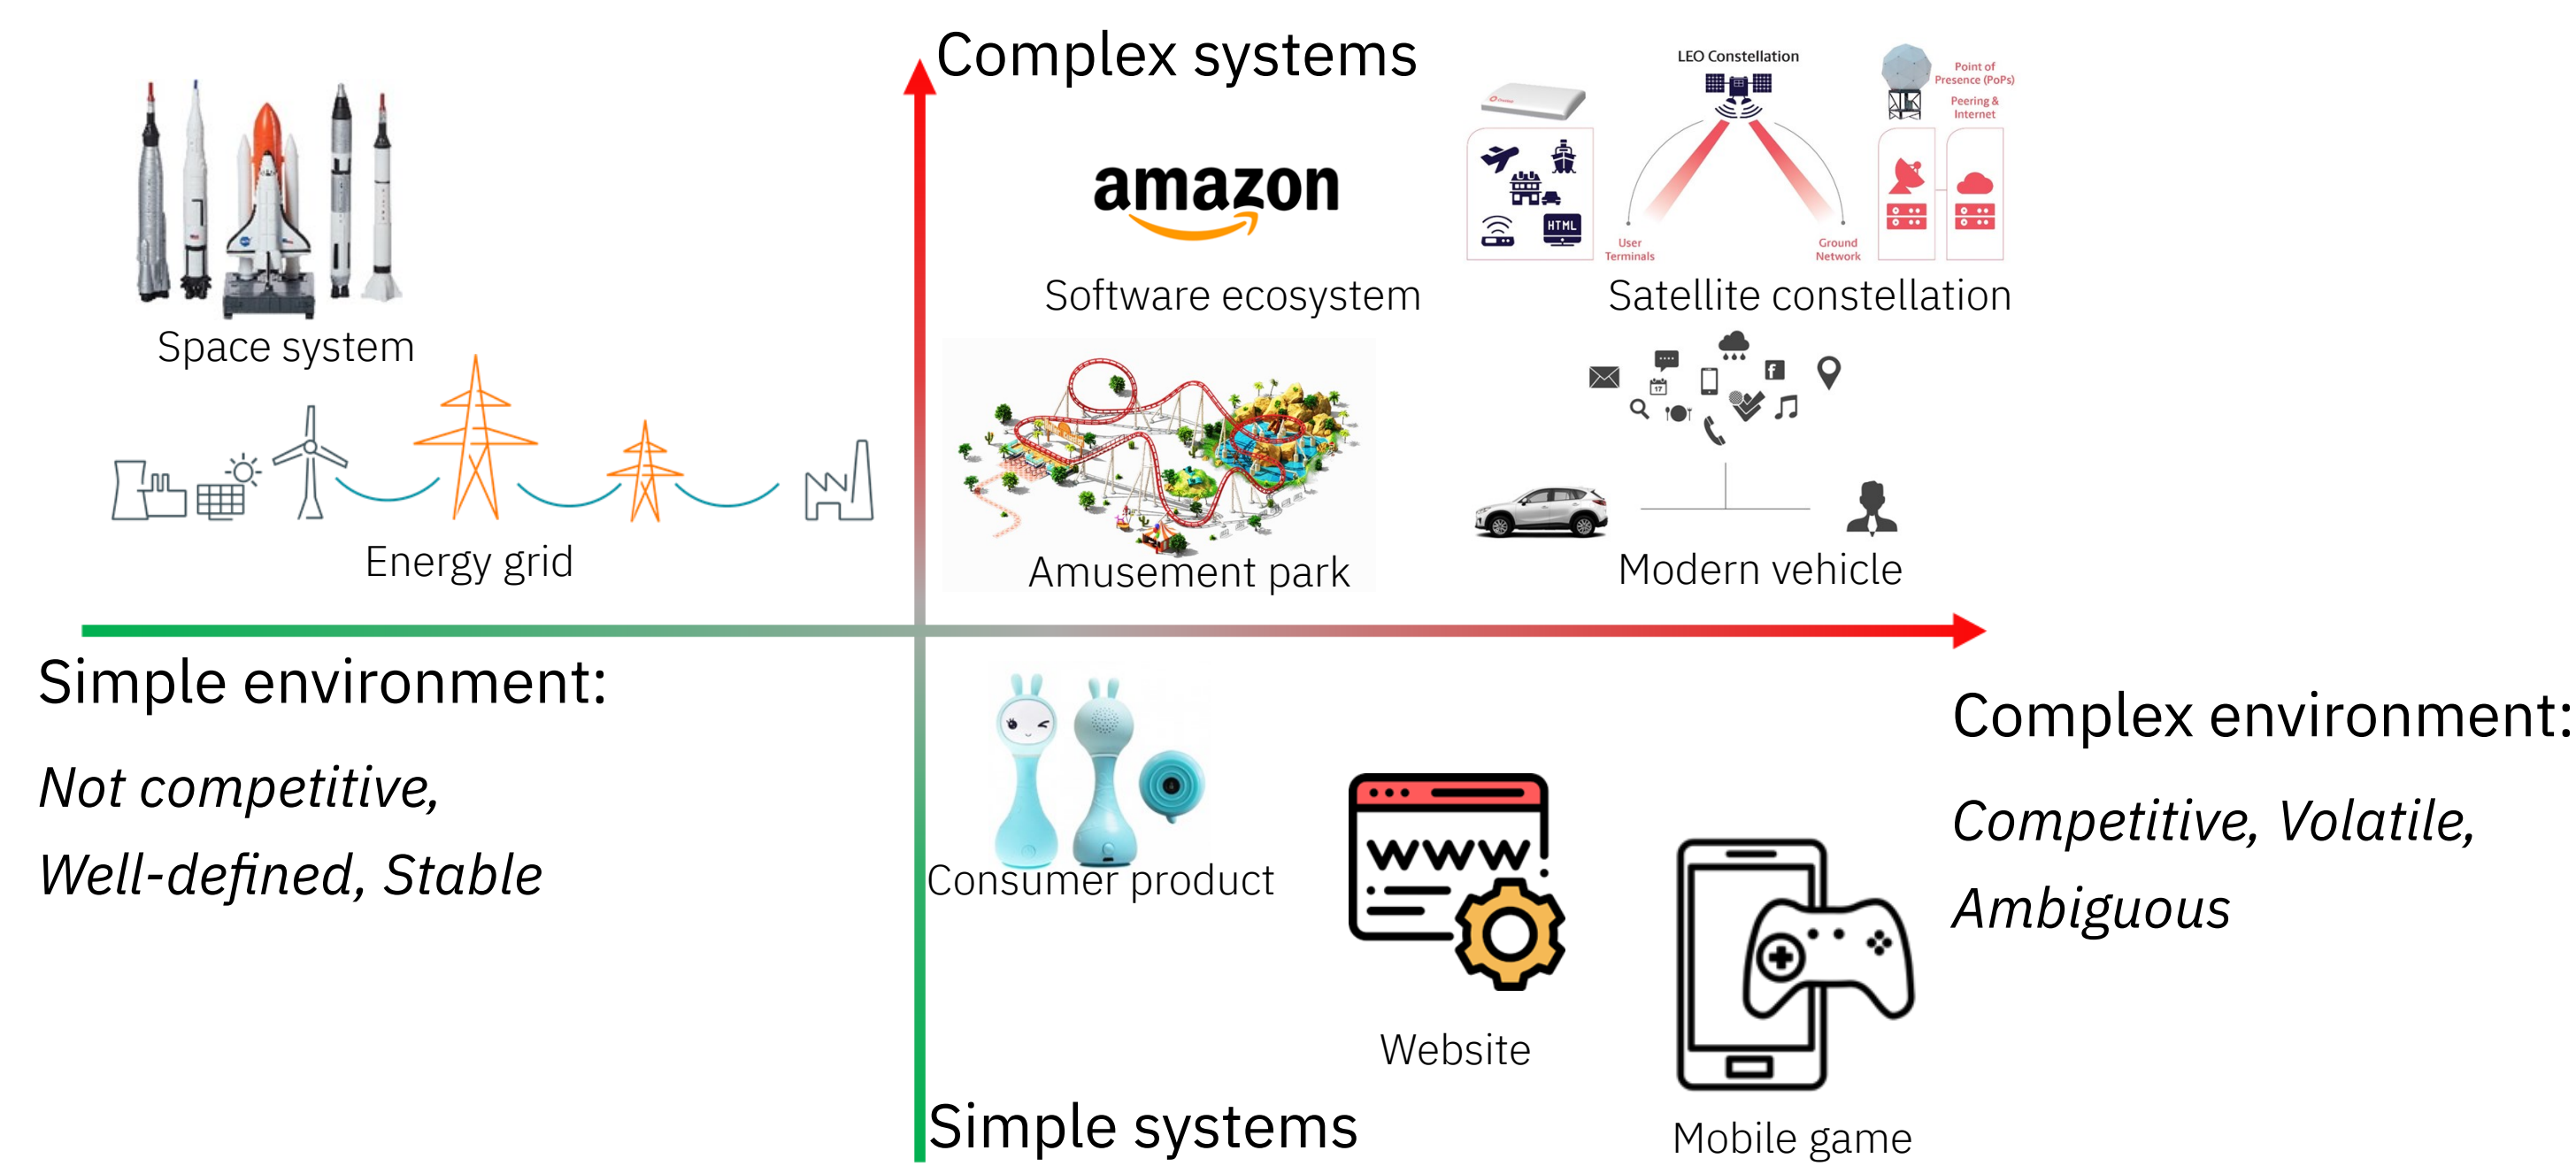 Complex systems
LEO Constellation
Point of
Presence (PoPs)
Peering &
Internet
amazon
HTML
User
Terminals
Ground
Network
Software ecosystem
Satellite constellation
Space system
17
f
Energy grid
Amusement park
Modern vehicle
Simple environment:
Not competitive,
Well-defined, Stable
Complex environment:
Competitive, Volatile,
Ambiguous
www
Consumer product
Website
Simple systems
Mobile game